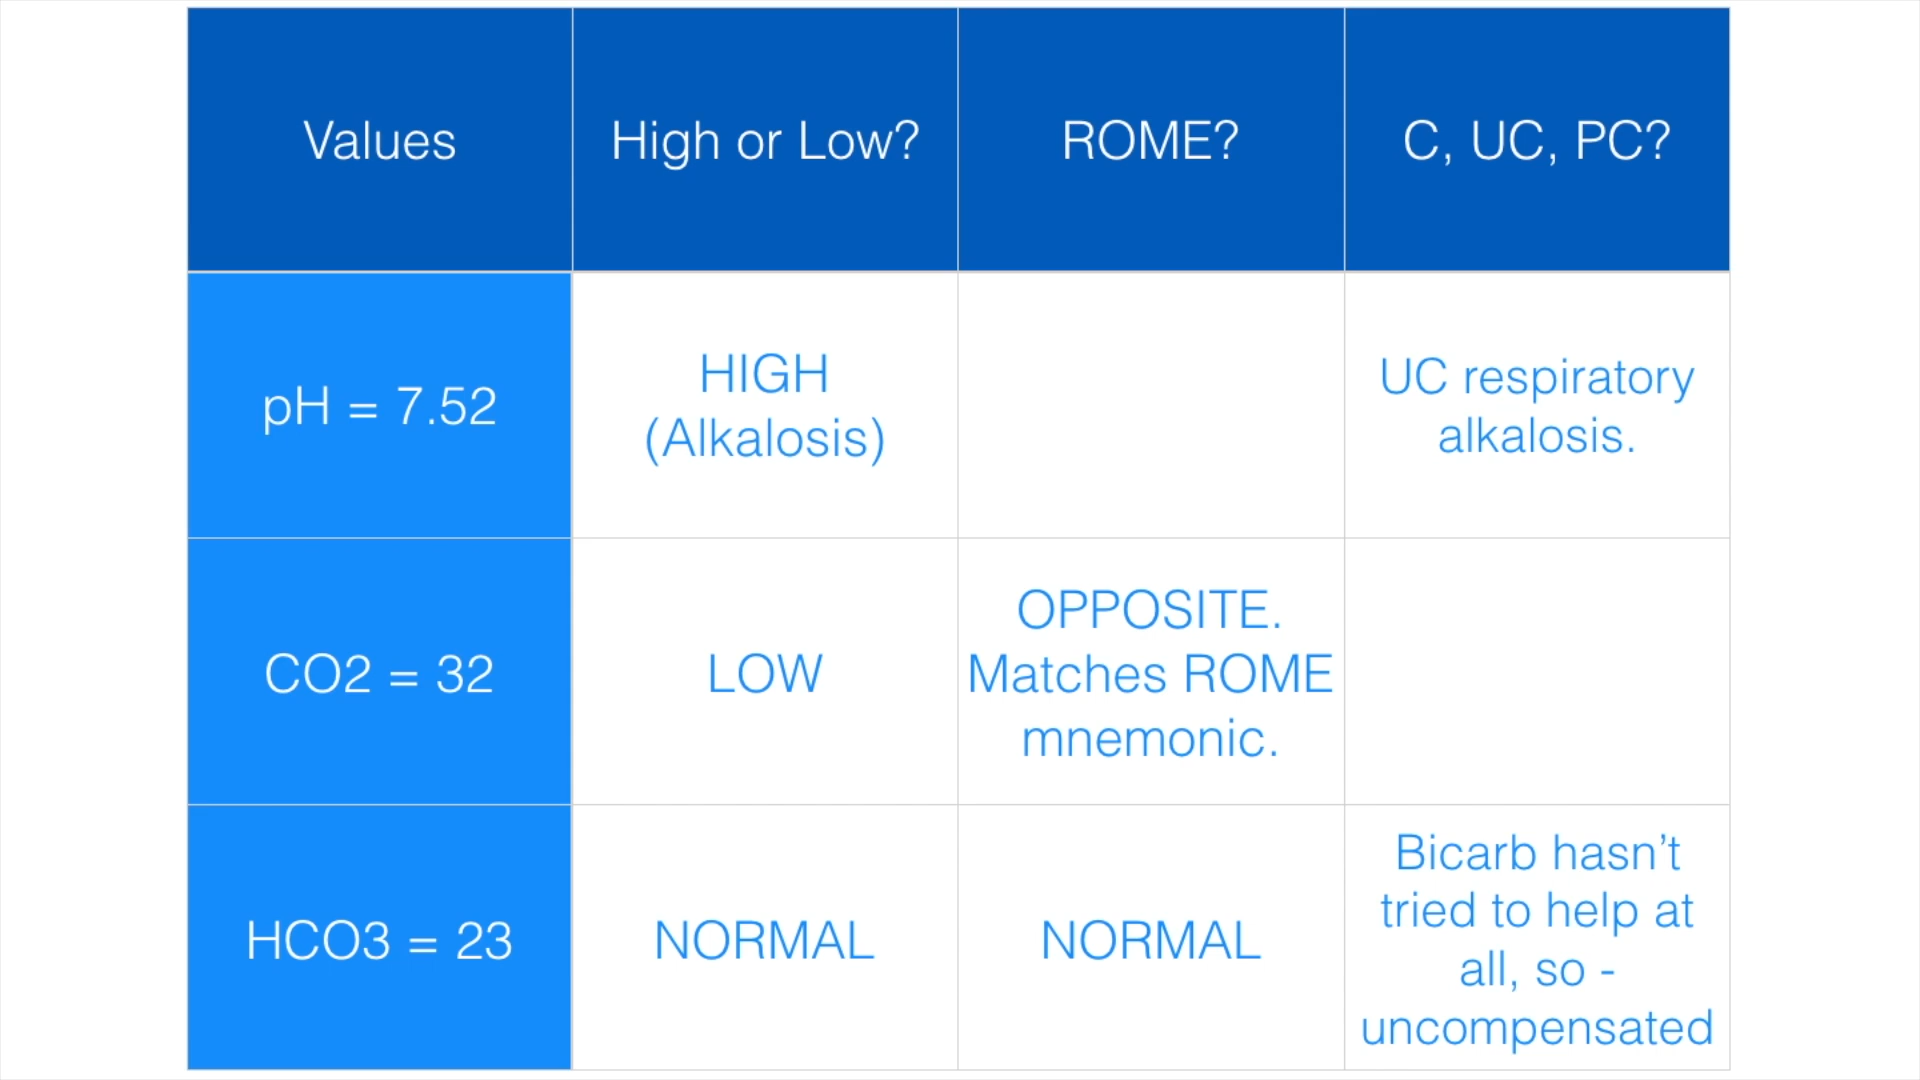 Values
High or Low?
ROME?
C, UC, PC?
pH = 7.52
HIGH
(Alkalosis)
UC respiratory
alkalosis.
CO2 = 32
LOW
OPPOSITE.
Matches ROME
mnemonic.
HCO3 = 23
NORMAL
NORMAL
Bicarb hasn’t
tried to help at
all, so -
uncompensated